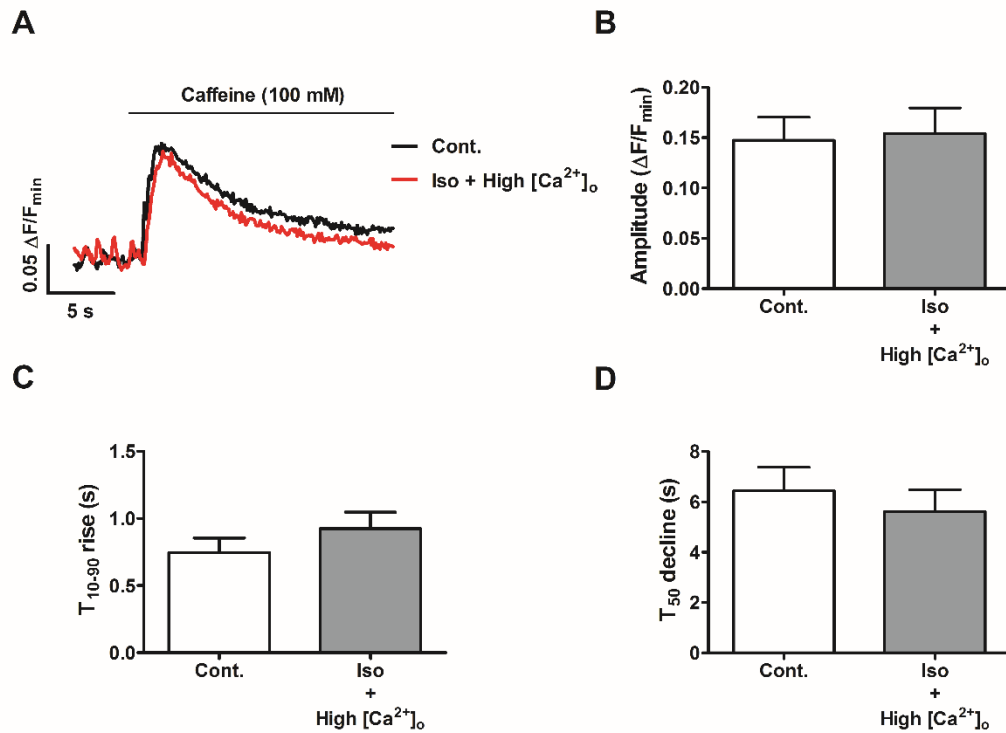 A
Caffeine (100 mM)
Cont.
Iso + High [Ca²⁺]ₒ
0.05 ΔF/Fₘᵢₙ
5 s
B
Amplitude (ΔF/Fₘᵢₙ)
0.20
0.15
0.10
0.05
0.00
Cont.
Iso
+
High [Ca²⁺]ₒ
C
T₁₀₋₉₀ rise (s)
1.5
1.0
0.5
0.0
Cont.
Iso
+
High [Ca²⁺]ₒ
D
T₅₀ decline (s)
8
6
4
2
0
Cont.
Iso
+
High [Ca²⁺]ₒ